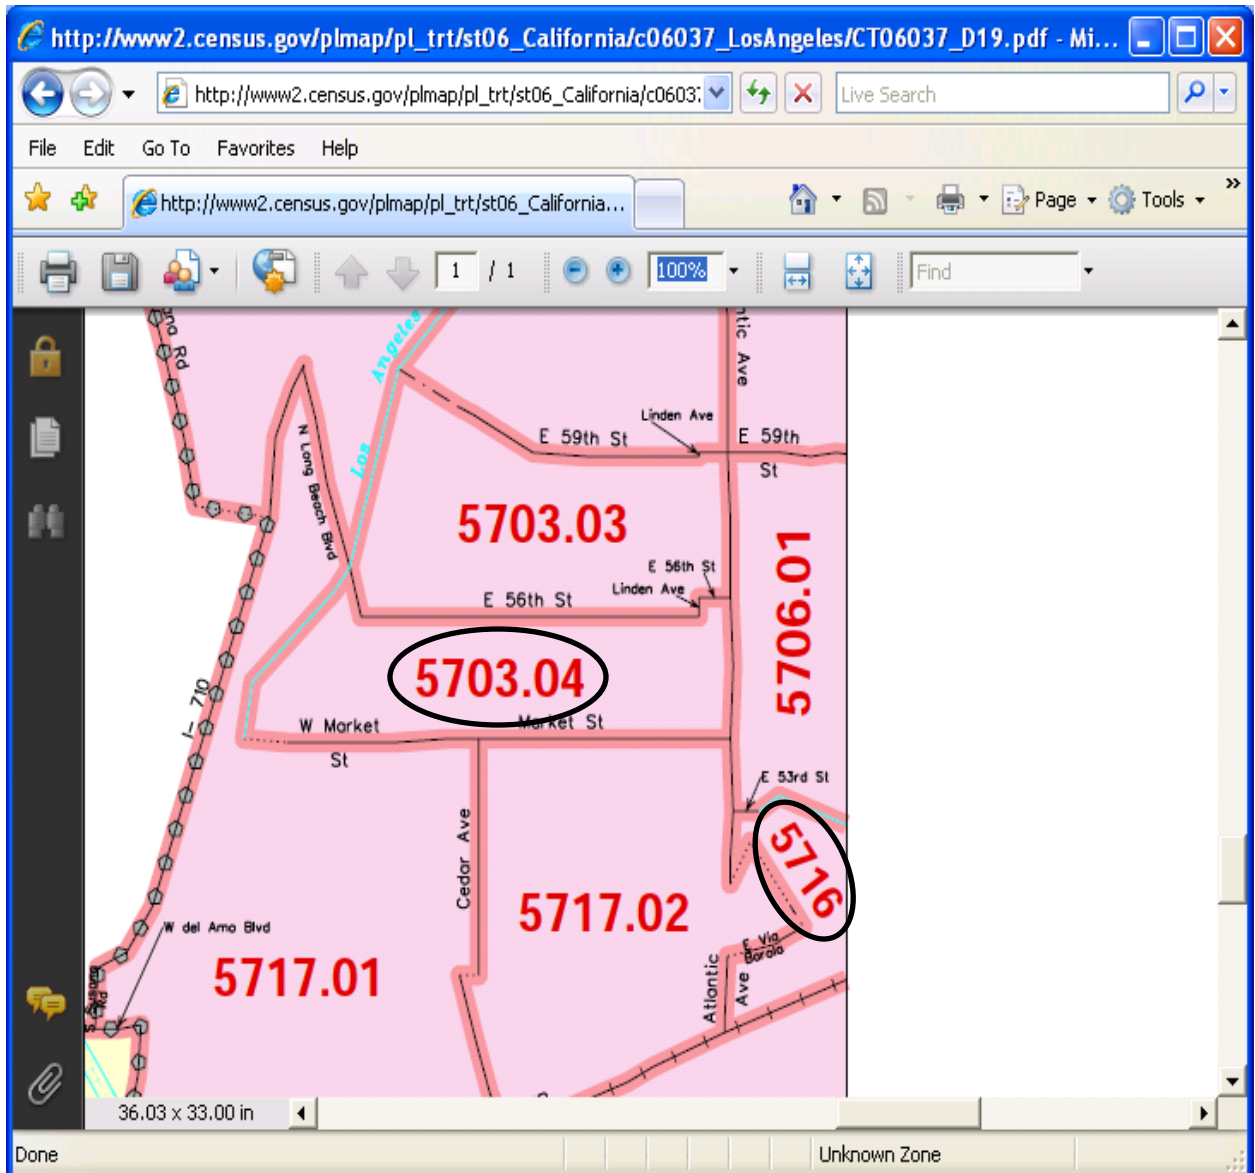 http://www2.census.gov/plmap/pl_trt/st06_California/c06037_LosAngeles/CT06037_D19.pdf - Mi...
http://www2.census.gov/plmap/pl_trt/st06_California/c0603
Live Search
File Edit Go To Favorites Help
http://www2.census.gov/plmap/pl_trt/st06_California...
Page Tools »
1 / 1
100%
Find
ana Rd
Los Angeles
ntic Ave
Linden Ave
E 59th St
E 59th
St
N Long Beach Blvd
5703.03
E 56th St
Linden Ave
E 56th St
5706.01
5703.04
I- 710
W Market
St
Market St
E 53rd St
5716
Cedar Ave
5717.02
W del Amo Blvd
E Via
5717.01
Atlantic
Ave
Rd
36.03 x 33.00 in
Done
Unknown Zone